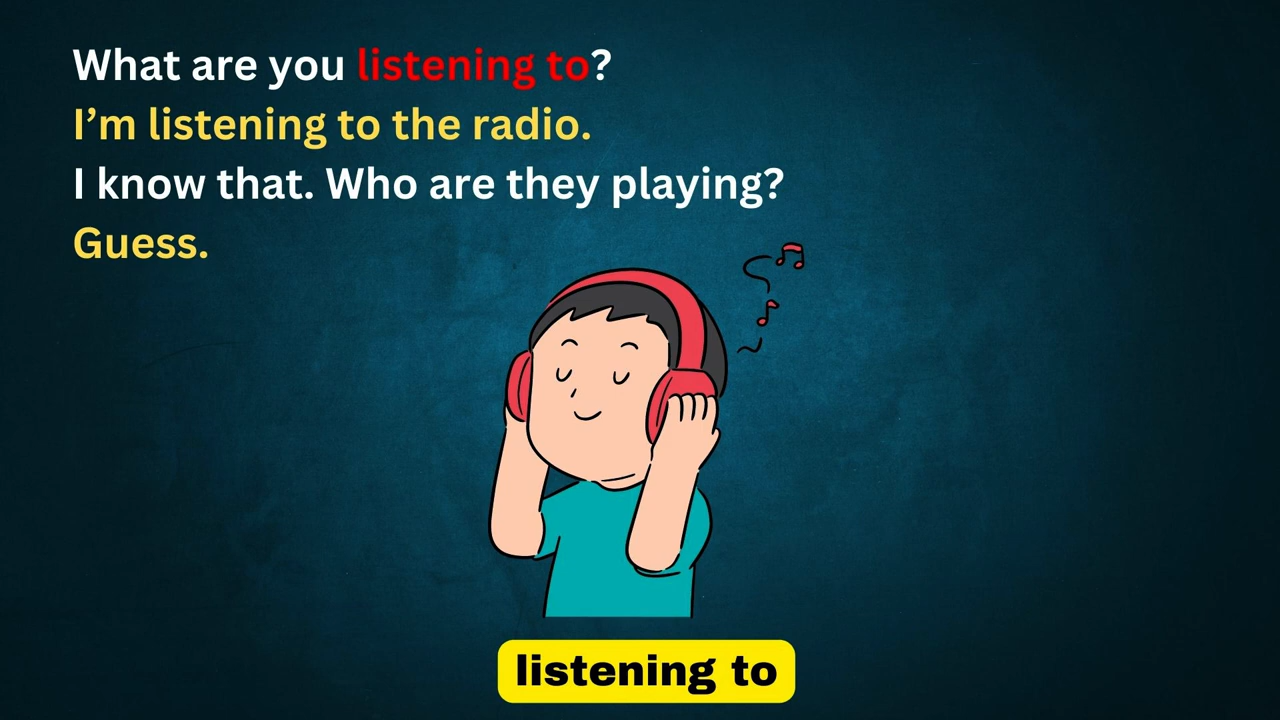 What are you listening to?
I’m listening to the radio.
I know that. Who are they playing?
Guess.
listening to